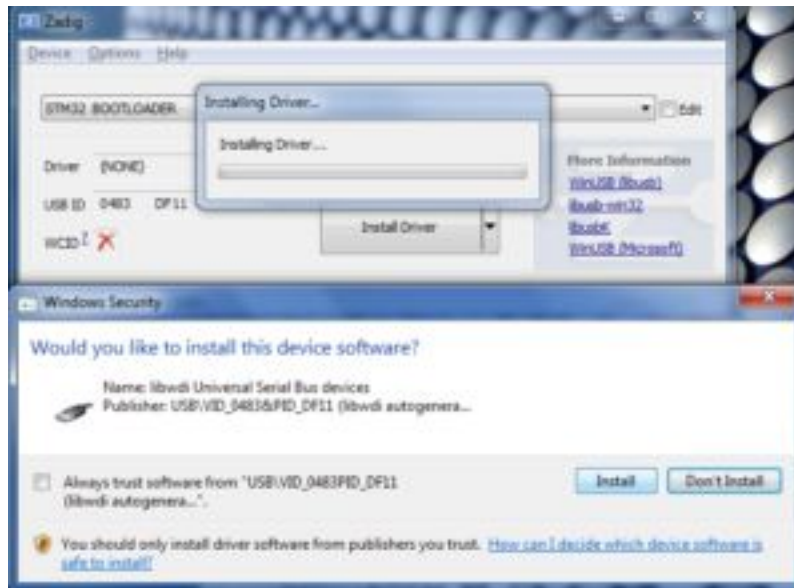 Zadig
Device Options Help
STM32 BOOTLOADER
Edit
Installing Driver...
Installing Driver...
Driver (NONE)
USB ID 0483 DF11
WCID ?
Install Driver
More Information
WinUSB (libusb)
libusb-win32
libusbK
WinUSB (Microsoft)
Windows Security
Would you like to install this device software?
Name: libwdi Universal Serial Bus devices
Publisher: USB\VID_0483&PID_DF11 (libwdi autogenera...
Always trust software from "USB\VID_0483PID_DF11
(libwdi autogenera...".
Install
Don't Install
You should only install driver software from publishers you trust. How can I decide which device software is
safe to install?